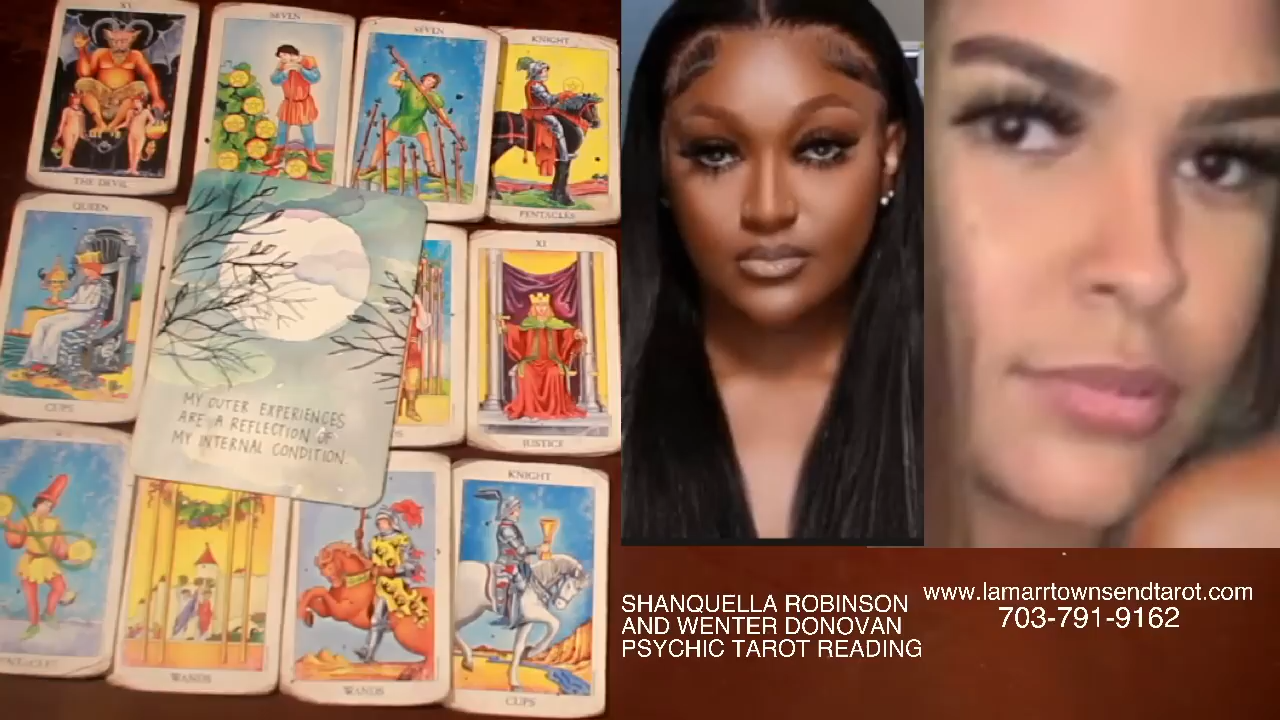 XV
THE DEVIL
SEVEN
SEVEN
KNIGHT
PENTACLES
QUEEN
CUPS
XI
JUSTICE
MY OUTER EXPERIENCES
ARE A REFLECTION OF
MY INTERNAL CONDITION.
WANDS
WANDS
KNIGHT
CUPS
SHANQUELLA ROBINSON
AND WENTER DONOVAN
PSYCHIC TAROT READING
www.lamarrtownsendtarot.com
703-791-9162